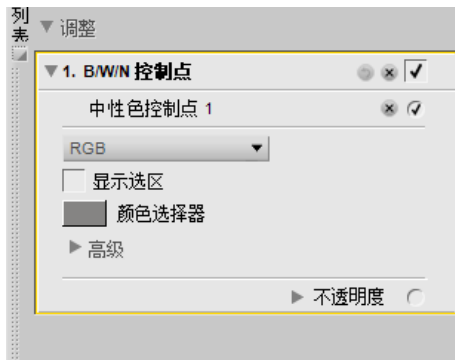 列表
调整
1. B/W/N 控制点
中性色控制点 1
RGB
显示选区
颜色选择器
高级
不透明度